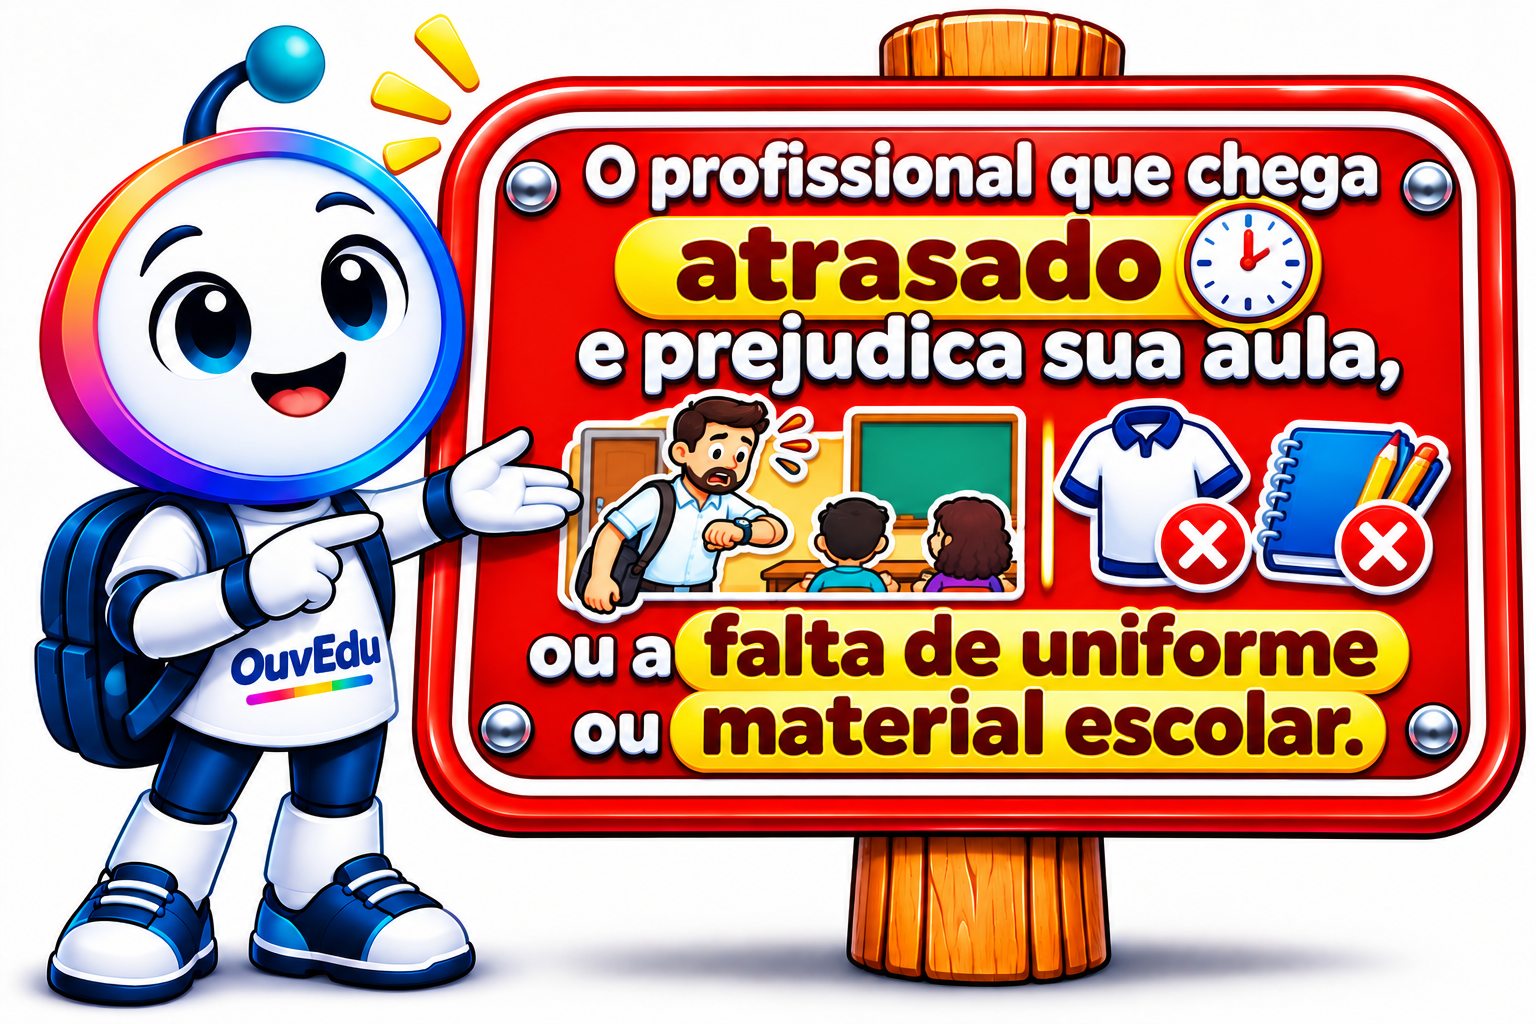 O profissional que chega
atrasado
e prejudica sua aula,
ou a falta de uniforme
ou material escolar.
OuvEdu